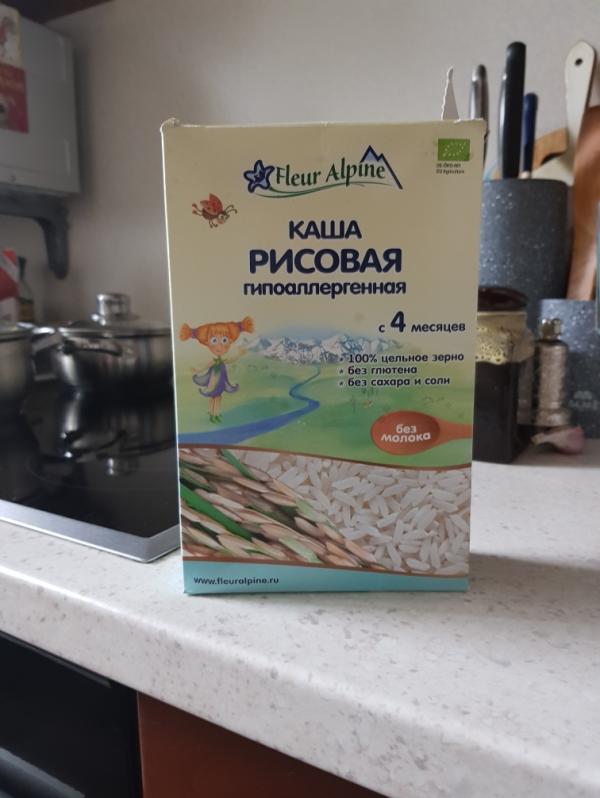 Fleur Alpine
КАША
РИСОВАЯ
гипоаллергенная
с 4 месяцев
100% цельное зерно
без глютена
без сахара и соли
без
молока
www.fleuralpine.ru